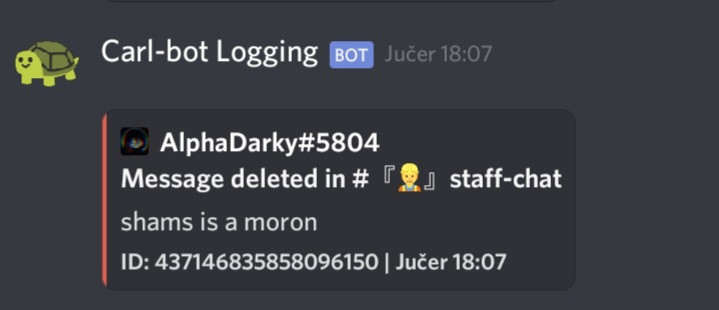 Carl-bot Logging BOT Jučer 18:07
AlphaDarky#5804
Message deleted in #『👷』 staff-chat
shams is a moron
ID: 437146835858096150 | Jučer 18:07